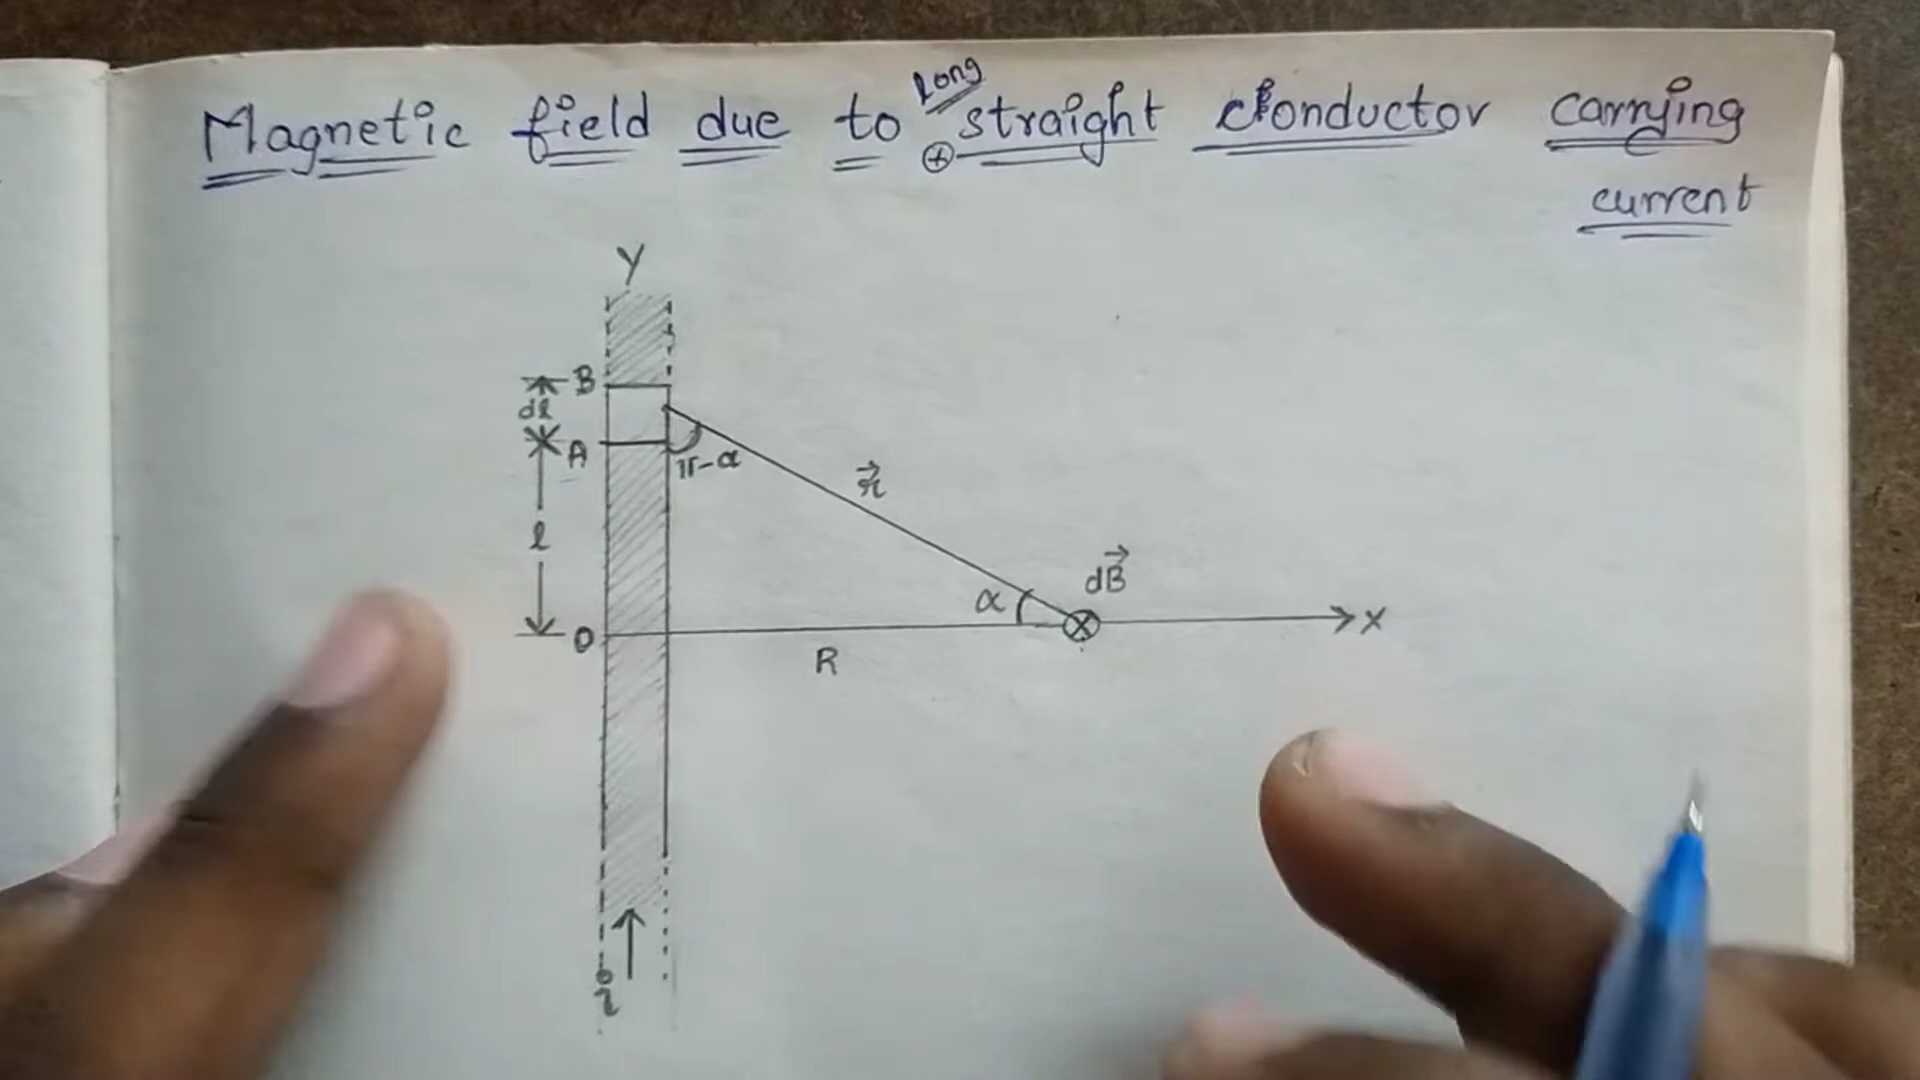 Magnetic field due to long straight conductor carrying
current
Y
B
dl
A
π-α
r⃗
l
dB⃗
α
O
X
R
i